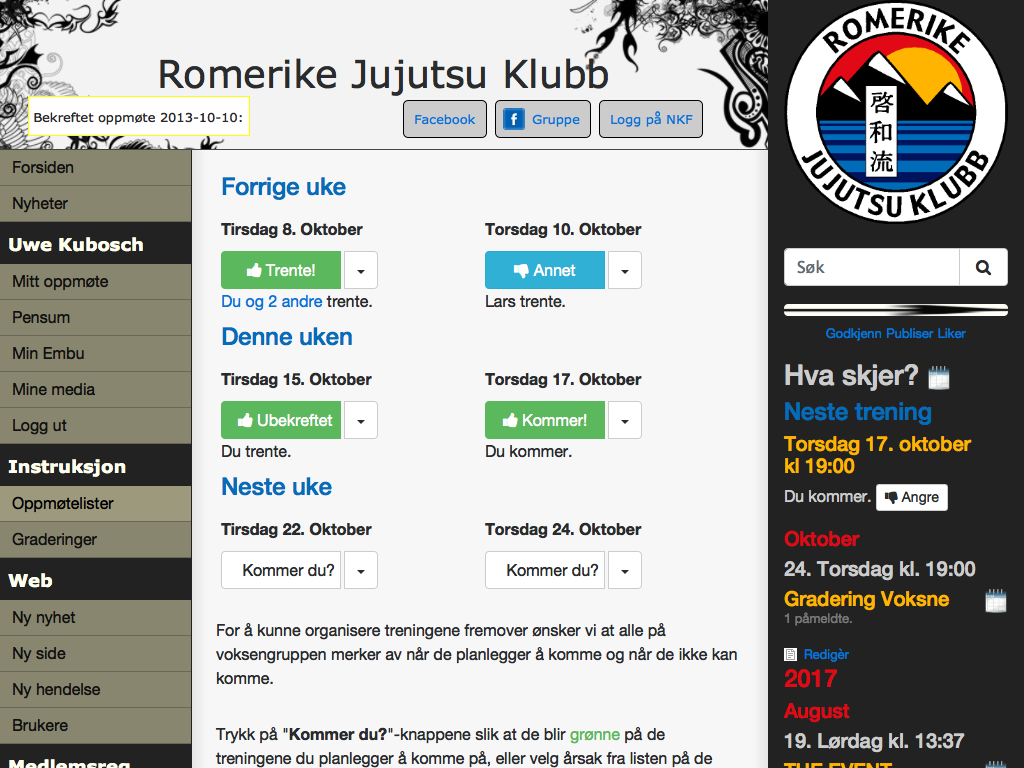 Romerike Jujutsu Klubb
Bekreftet oppmøte 2013-10-10:
Facebook
Gruppe
Logg på NKF
Forsiden
Nyheter
Uwe Kubosch
Mitt oppmøte
Pensum
Min Embu
Mine media
Logg ut
Instruksjon
Oppmøtelister
Graderinger
Web
Ny nyhet
Ny side
Ny hendelse
Brukere
Medlemsreg
Forrige uke
Tirsdag 8. Oktober
Torsdag 10. Oktober
Trente!
Annet
Du og 2 andre trente.
Lars trente.
Denne uken
Tirsdag 15. Oktober
Torsdag 17. Oktober
Ubekreftet
Kommer!
Du trente.
Du kommer.
Neste uke
Tirsdag 22. Oktober
Torsdag 24. Oktober
Kommer du?
Kommer du?
For å kunne organisere treningene fremover ønsker vi at alle på
voksengruppen merker av når de planlegger å komme og når de ikke kan
komme.
Trykk på "Kommer du?"-knappene slik at de blir grønne på de
treningene du planlegger å komme på, eller velg årsak fra listen på de
ROMERIKE
啓和流
JUJUTSU KLUBB
Søk
Godkjenn Publiser Liker
Hva skjer?
Neste trening
Torsdag 17. oktober
kl 19:00
Du kommer. Angre
Oktober
24. Torsdag kl. 19:00
Gradering Voksne
1 påmeldte.
Redigèr
2017
August
19. Lørdag kl. 13:37
THE EVENT